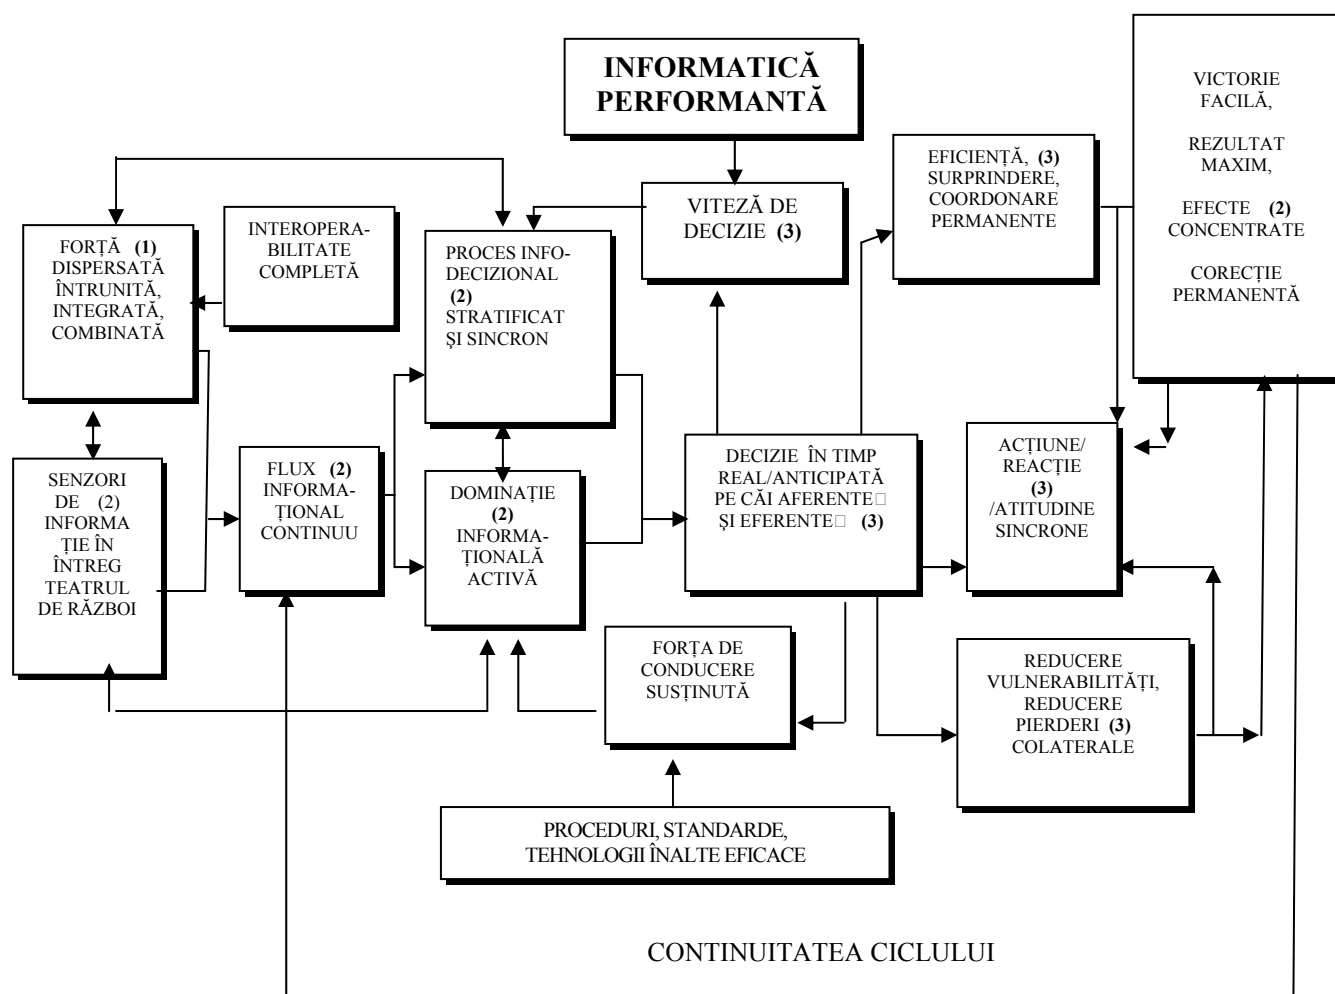 INFORMATICĂ
PERFORMANTĂ
VICTORIE
FACILĂ,
REZULTAT
MAXIM,
EFECTE (2)
CONCENTRATE
CORECȚIE
PERMANENTĂ
EFICIENȚĂ, (3)
SURPRINDERE,
COORDONARE
PERMANENTE
VITEZĂ DE
DECIZIE (3)
FORȚĂ (1)
DISPERSATĂ
ÎNTRUNITĂ,
INTEGRATĂ,
COMBINATĂ
INTEROPERA-
BILITATE
COMPLETĂ
PROCES INFO-
DECIZIONAL
(2)
STRATIFICAT
ŞI SINCRON
SENZORI
DE (2)
INFORMA
ȚIE ÎN
ÎNTREG
TEATRUL
DE RĂZBOI
FLUX (2)
INFORMA-
ȚIONAL
CONTINUU
DOMINAȚIE
(2)
INFORMA-
ȚIONALĂ
ACTIVĂ
DECIZIE ÎN TIMP
REAL/ANTICIPATĂ
PE CĂI AFERENTE□
ŞI EFERENTE□ (3)
ACȚIUNE/
REACȚIE
(3)
/ATITUDINE
SINCRONE
FORȚA DE
CONDUCERE
SUSȚINUTĂ
REDUCERE
VULNERABILITĂȚI,
REDUCERE
PIERDERI (3)
COLATERALE
PROCEDURI, STANDARDE,
TEHNOLOGII ÎNALTE EFICACE
CONTINUITATEA CICLULUI